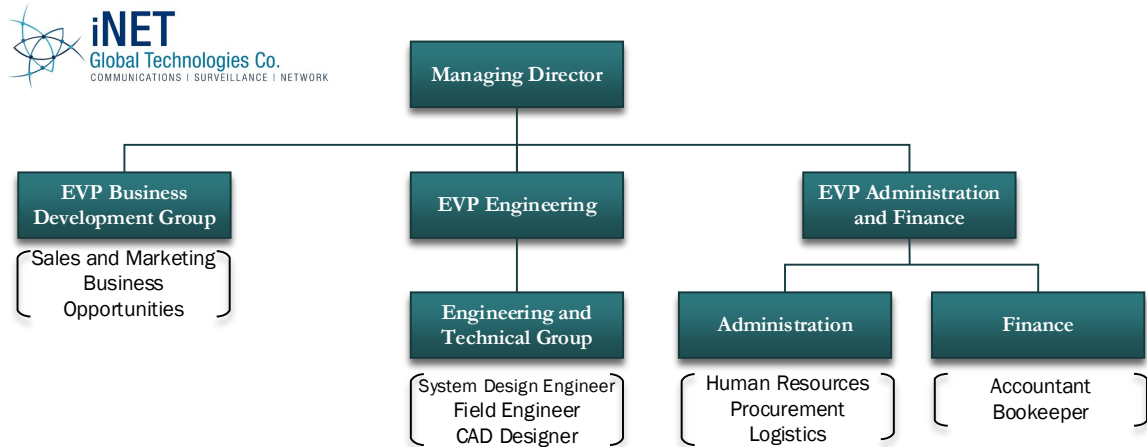 iNET
Global Technologies Co.
COMMUNICATIONS | SURVEILLANCE | NETWORK
Managing Director
EVP Business
Development Group
EVP Engineering
EVP Administration
and Finance
Sales and Marketing
Business
Opportunities
Engineering and
Technical Group
Administration
Finance
System Design Engineer
Field Engineer
CAD Designer
Human Resources
Procurement
Logistics
Accountant
Bookeeper